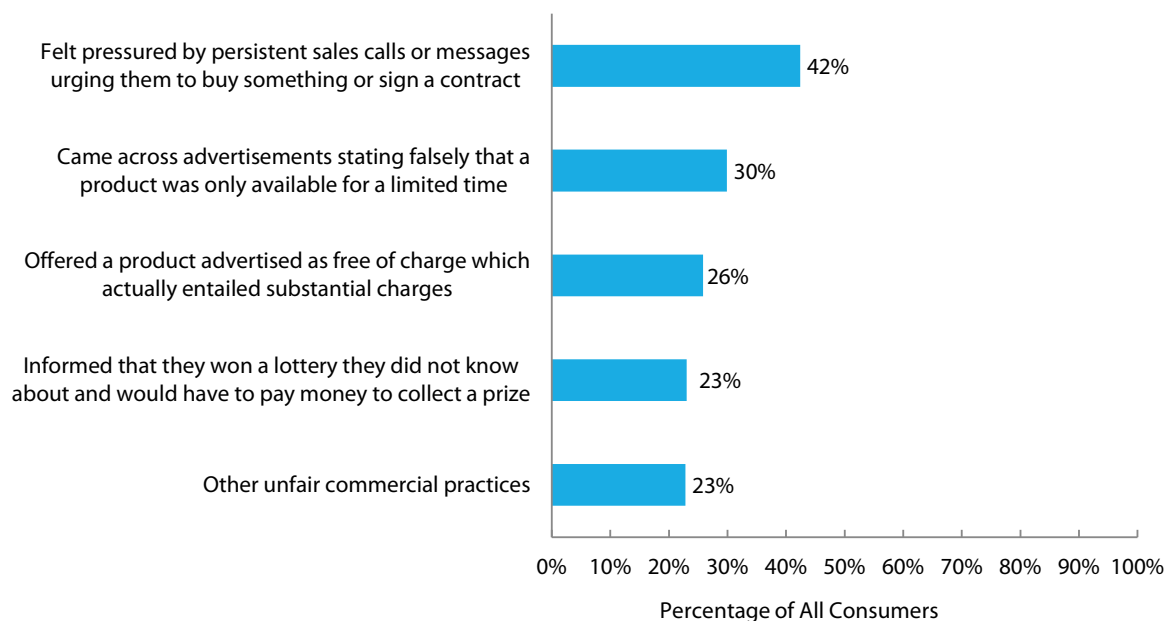 Felt pressured by persistent sales calls or messages
urging them to buy something or sign a contract
42%
Came across advertisements stating falsely that a
product was only available for a limited time
30%
Offered a product advertised as free of charge which
actually entailed substantial charges
26%
Informed that they won a lottery they did not know
about and would have to pay money to collect a prize
23%
Other unfair commercial practices
23%
0% 10% 20% 30% 40% 50% 60% 70% 80% 90% 100%
Percentage of All Consumers